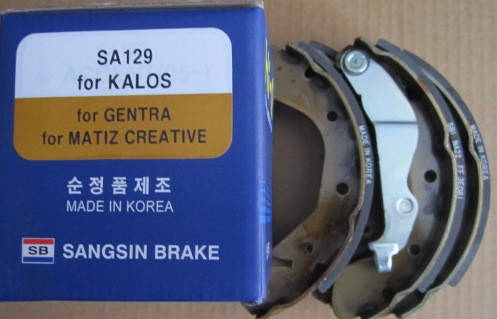 SA129
for KALOS
for GENTRA
for MATIZ CREATIVE
순정품제조
MADE IN KOREA
SB
SANGSIN BRAKE
MADE IN KOREA
MADE IN KOREA